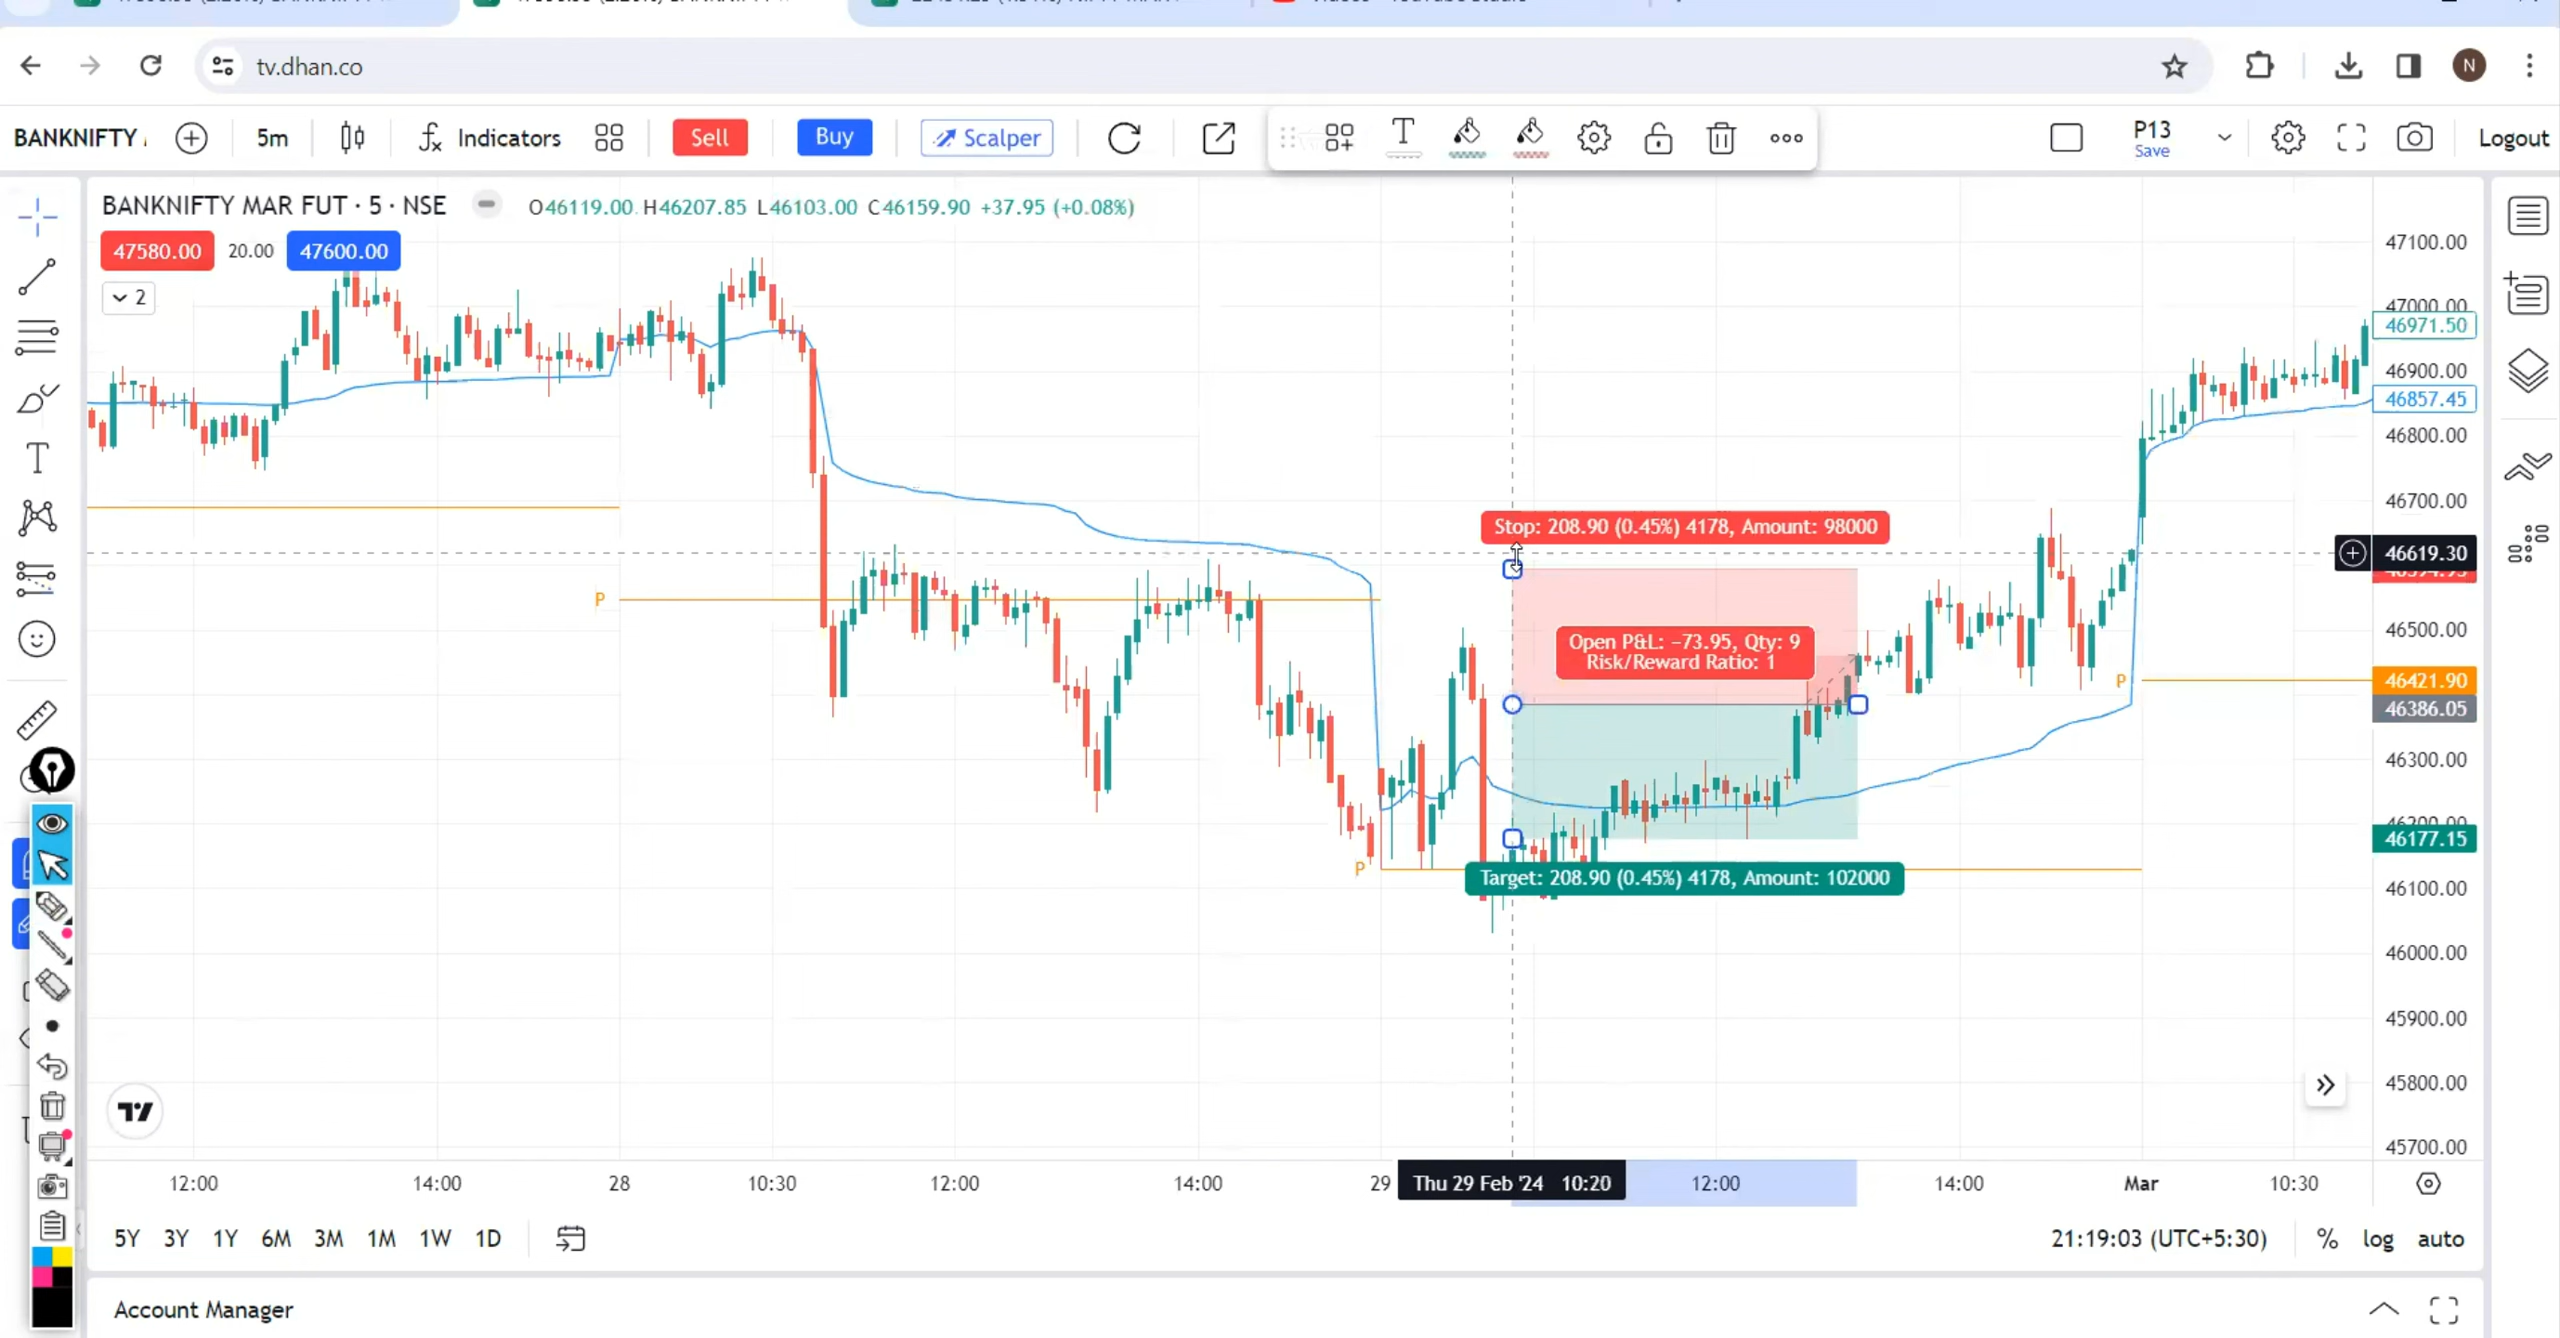 tv.dhan.co
N
BANKNIFTY
5m
Indicators
Sell
Buy
Scalper
T
P13
Save
Logout
BANKNIFTY MAR FUT · 5 · NSE
O46119.00 H46207.85 L46103.00 C46159.90 +37.95 (+0.08%)
47580.00 20.00 47600.00
2
47100.00
47000.00
46971.50
46900.00
46857.45
46800.00
46700.00
46619.30
46500.00
46421.90
46386.05
46300.00
46200.00
46177.15
46100.00
46000.00
45900.00
45800.00
45700.00
Stop: 208.90 (0.45%) 4178, Amount: 98000
Open P&L: −73.95, Qty: 9
Risk/Reward Ratio: 1
Target: 208.90 (0.45%) 4178, Amount: 102000
P
P
P
12:00 14:00 28 10:30 12:00 14:00 29 Thu 29 Feb '24 10:20 12:00 14:00 Mar 10:30
5Y 3Y 1Y 6M 3M 1M 1W 1D
21:19:03 (UTC+5:30) % log auto
Account Manager